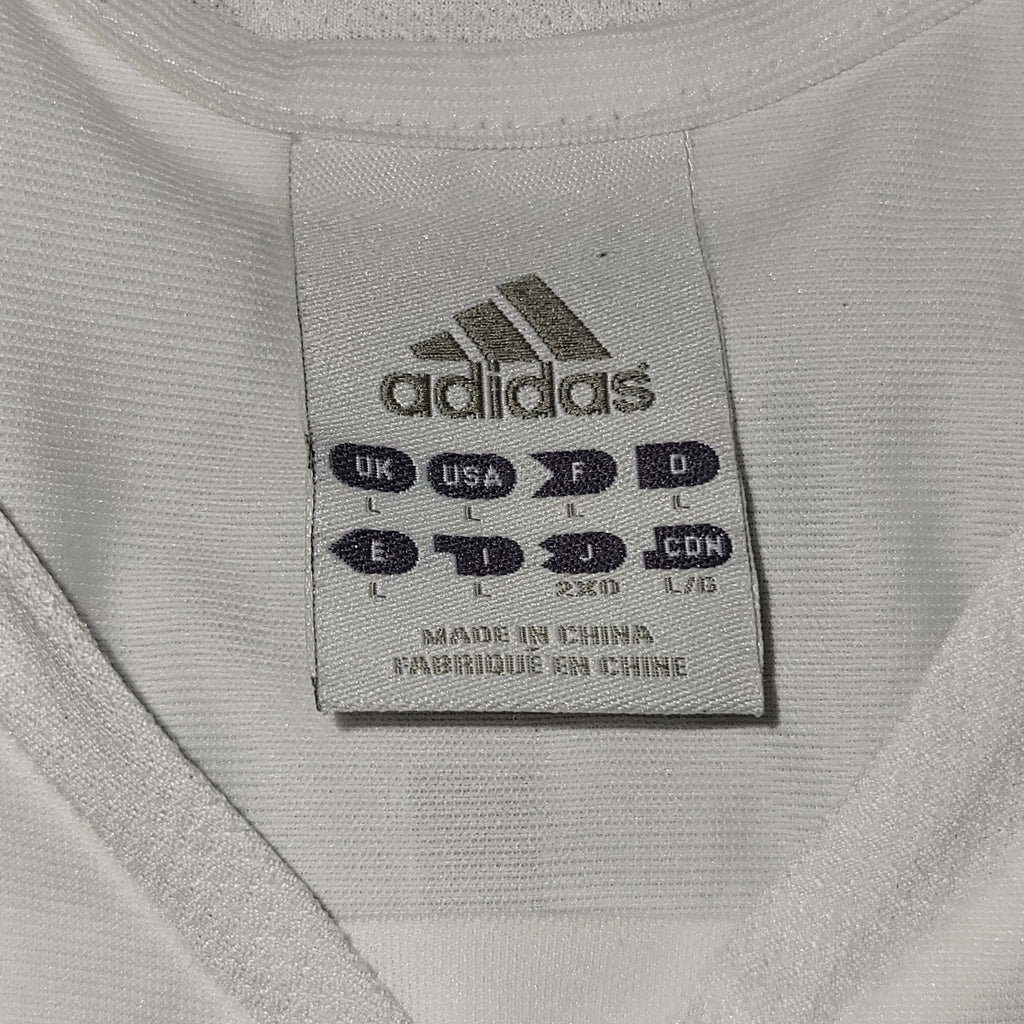 adidas
UK USA F D
L L L L
E I J CDN
L L 2XO L/G
MADE IN CHINA
FABRIQUÉ EN CHINE